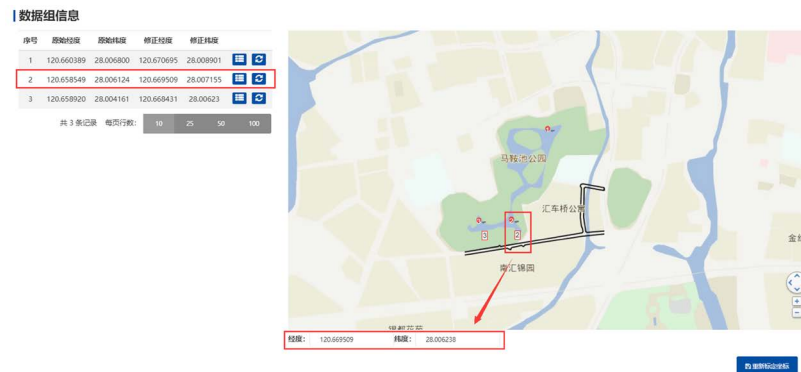 数据组信息
序号 原始经度 原始纬度 修正经度 修正纬度
1 120.660389 28.006800 120.670695 28.008901
2 120.658549 28.006124 120.669509 28.007155
3 120.658920 28.004161 120.668431 28.00623
共 3 条记录 每页行数: 10 25 50 100
马鞍池公园
汇车桥公寓
3 2
金
南汇锦园
经度: 120.669509 纬度: 28.006238
重新标定坐标